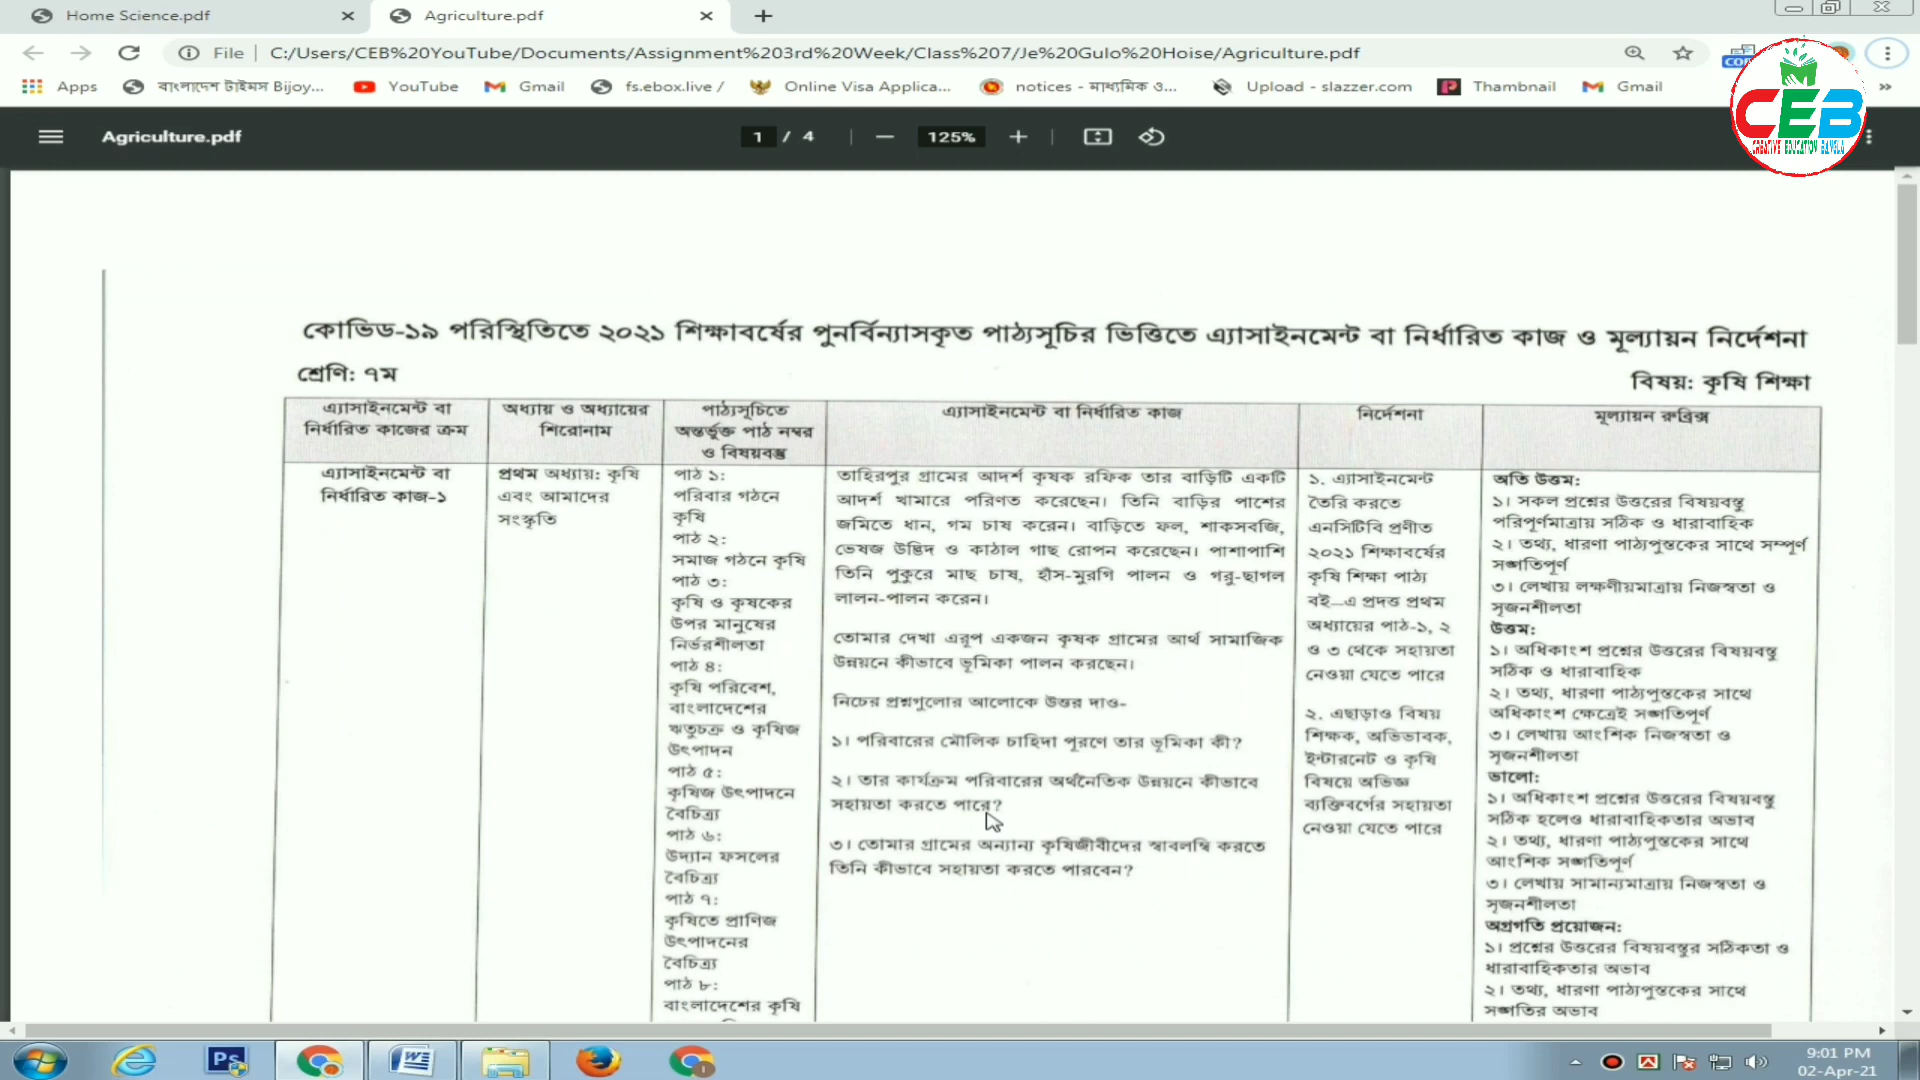 Home Science.pdf
Agriculture.pdf
File
C:/Users/CEB%20YouTube/Documents/Assignment%203rd%20Week/Class%207/Je%20Gulo%20Hoise/Agriculture.pdf
Apps
বাংলাদেশ টাইমস Bijoy...
YouTube
Gmail
fs.ebox.live /
Online Visa Applica...
notices - মাধ্যমিক ও...
Upload - slazzer.com
Thumbnail
Gmail
CEB
CREATIVE EDUCATION BANGLA
Agriculture.pdf
1 / 4
125%
কোভিড-১৯ পরিস্থিতিতে ২০২১ শিক্ষাবর্ষের পুনর্বিন্যাসকৃত পাঠ্যসূচির ভিত্তিতে এ্যাসাইনমেন্ট বা নির্ধারিত কাজ ও মূল্যায়ন নির্দেশনা
শ্রেণি: ৭ম
বিষয়: কৃষি শিক্ষা
এ্যাসাইনমেন্ট বা
নির্ধারিত কাজের ক্রম
অধ্যায় ও অধ্যায়ের
শিরোনাম
পাঠ্যসূচিতে
অন্তর্ভুক্ত পাঠ নম্বর
ও বিষয়বস্তু
এ্যাসাইনমেন্ট বা নির্ধারিত কাজ
নির্দেশনা
মূল্যায়ন রুব্রিক্স
এ্যাসাইনমেন্ট বা
নির্ধারিত কাজ-১
প্রথম অধ্যায়: কৃষি
এবং আমাদের
সংস্কৃতি
পাঠ ১:
পরিবার গঠনে
কৃষি
পাঠ ২:
সমাজ গঠনে কৃষি
পাঠ ৩:
কৃষি ও কৃষকের
উপর মানুষের
নির্ভরশীলতা
পাঠ ৪:
কৃষি পরিবেশ,
বাংলাদেশের
ঋতুচক্র ও কৃষিজ
উৎপাদন
পাঠ ৫:
কৃষিজ উৎপাদনে
বৈচিত্র্য
পাঠ ৬:
উদ্যান ফসলের
বৈচিত্র্য
পাঠ ৭:
কৃষিতে প্রাণিজ
উৎপাদনের
বৈচিত্র্য
পাঠ ৮:
বাংলাদেশের কৃষি
তাহিরপুর গ্রামের আদর্শ কৃষক রফিক তার বাড়িটি একটি
আদর্শ খামারে পরিণত করেছেন। তিনি বাড়ির পাশের
জমিতে ধান, গম চাষ করেন। বাড়িতে ফল, শাকসবজি,
ভেষজ উদ্ভিদ ও কাঠাল গাছ রোপন করেছেন। পাশাপাশি
তিনি পুকুরে মাছ চাষ, হাঁস-মুরগি পালন ও গরু-ছাগল
লালন-পালন করেন।
তোমার দেখা এরূপ একজন কৃষক গ্রামের আর্থ সামাজিক
উন্নয়নে কীভাবে ভূমিকা পালন করছেন।
নিচের প্রশ্নগুলোর আলোকে উত্তর দাও-
১। পরিবারের মৌলিক চাহিদা পূরণে তার ভূমিকা কী?
২। তার কার্যক্রম পরিবারের অর্থনৈতিক উন্নয়নে কীভাবে
সহায়তা করতে পারে?
৩। তোমার গ্রামের অন্যান্য কৃষিজীবীদের স্বাবলম্বি করতে
তিনি কীভাবে সহায়তা করতে পারবেন?
১. এ্যাসাইনমেন্ট
তৈরি করতে
এনসিটিবি প্রণীত
২০২১ শিক্ষাবর্ষের
কৃষি শিক্ষা পাঠ্য
বই–এ প্রদত্ত প্রথম
অধ্যায়ের পাঠ-১, ২
ও ৩ থেকে সহায়তা
নেওয়া যেতে পারে
২. এছাড়াও বিষয়
শিক্ষক, অভিভাবক,
ইন্টারনেট ও কৃষি
বিষয়ে অভিজ্ঞ
ব্যক্তিবর্গের সহায়তা
নেওয়া যেতে পারে
অতি উত্তম:
১। সকল প্রশ্নের উত্তরের বিষয়বস্তু
পরিপূর্ণমাত্রায় সঠিক ও ধারাবাহিক
২। তথ্য, ধারণা পাঠ্যপুস্তকের সাথে সম্পূর্ণ
সঙ্গতিপূর্ণ
৩। লেখায় লক্ষণীয়মাত্রায় নিজস্বতা ও
সৃজনশীলতা
উত্তম:
১। অধিকাংশ প্রশ্নের উত্তরের বিষয়বস্তু
সঠিক ও ধারাবাহিক
২। তথ্য, ধারণা পাঠ্যপুস্তকের সাথে
অধিকাংশ ক্ষেত্রেই সঙ্গতিপূর্ণ
৩। লেখায় আংশিক নিজস্বতা ও
সৃজনশীলতা
ভালো:
১। অধিকাংশ প্রশ্নের উত্তরের বিষয়বস্তু
সঠিক হলেও ধারাবাহিকতার অভাব
২। তথ্য, ধারণা পাঠ্যপুস্তকের সাথে
আংশিক সঙ্গতিপূর্ণ
৩। লেখায় সামান্যমাত্রায় নিজস্বতা ও
সৃজনশীলতা
অগ্রগতি প্রয়োজন:
১। প্রশ্নের উত্তরের বিষয়বস্তুর সঠিকতা ও
ধারাবাহিকতার অভাব
২। তথ্য, ধারণা পাঠ্যপুস্তকের সাথে
সঙ্গতির অভাব
9:01 PM
02-Apr-21